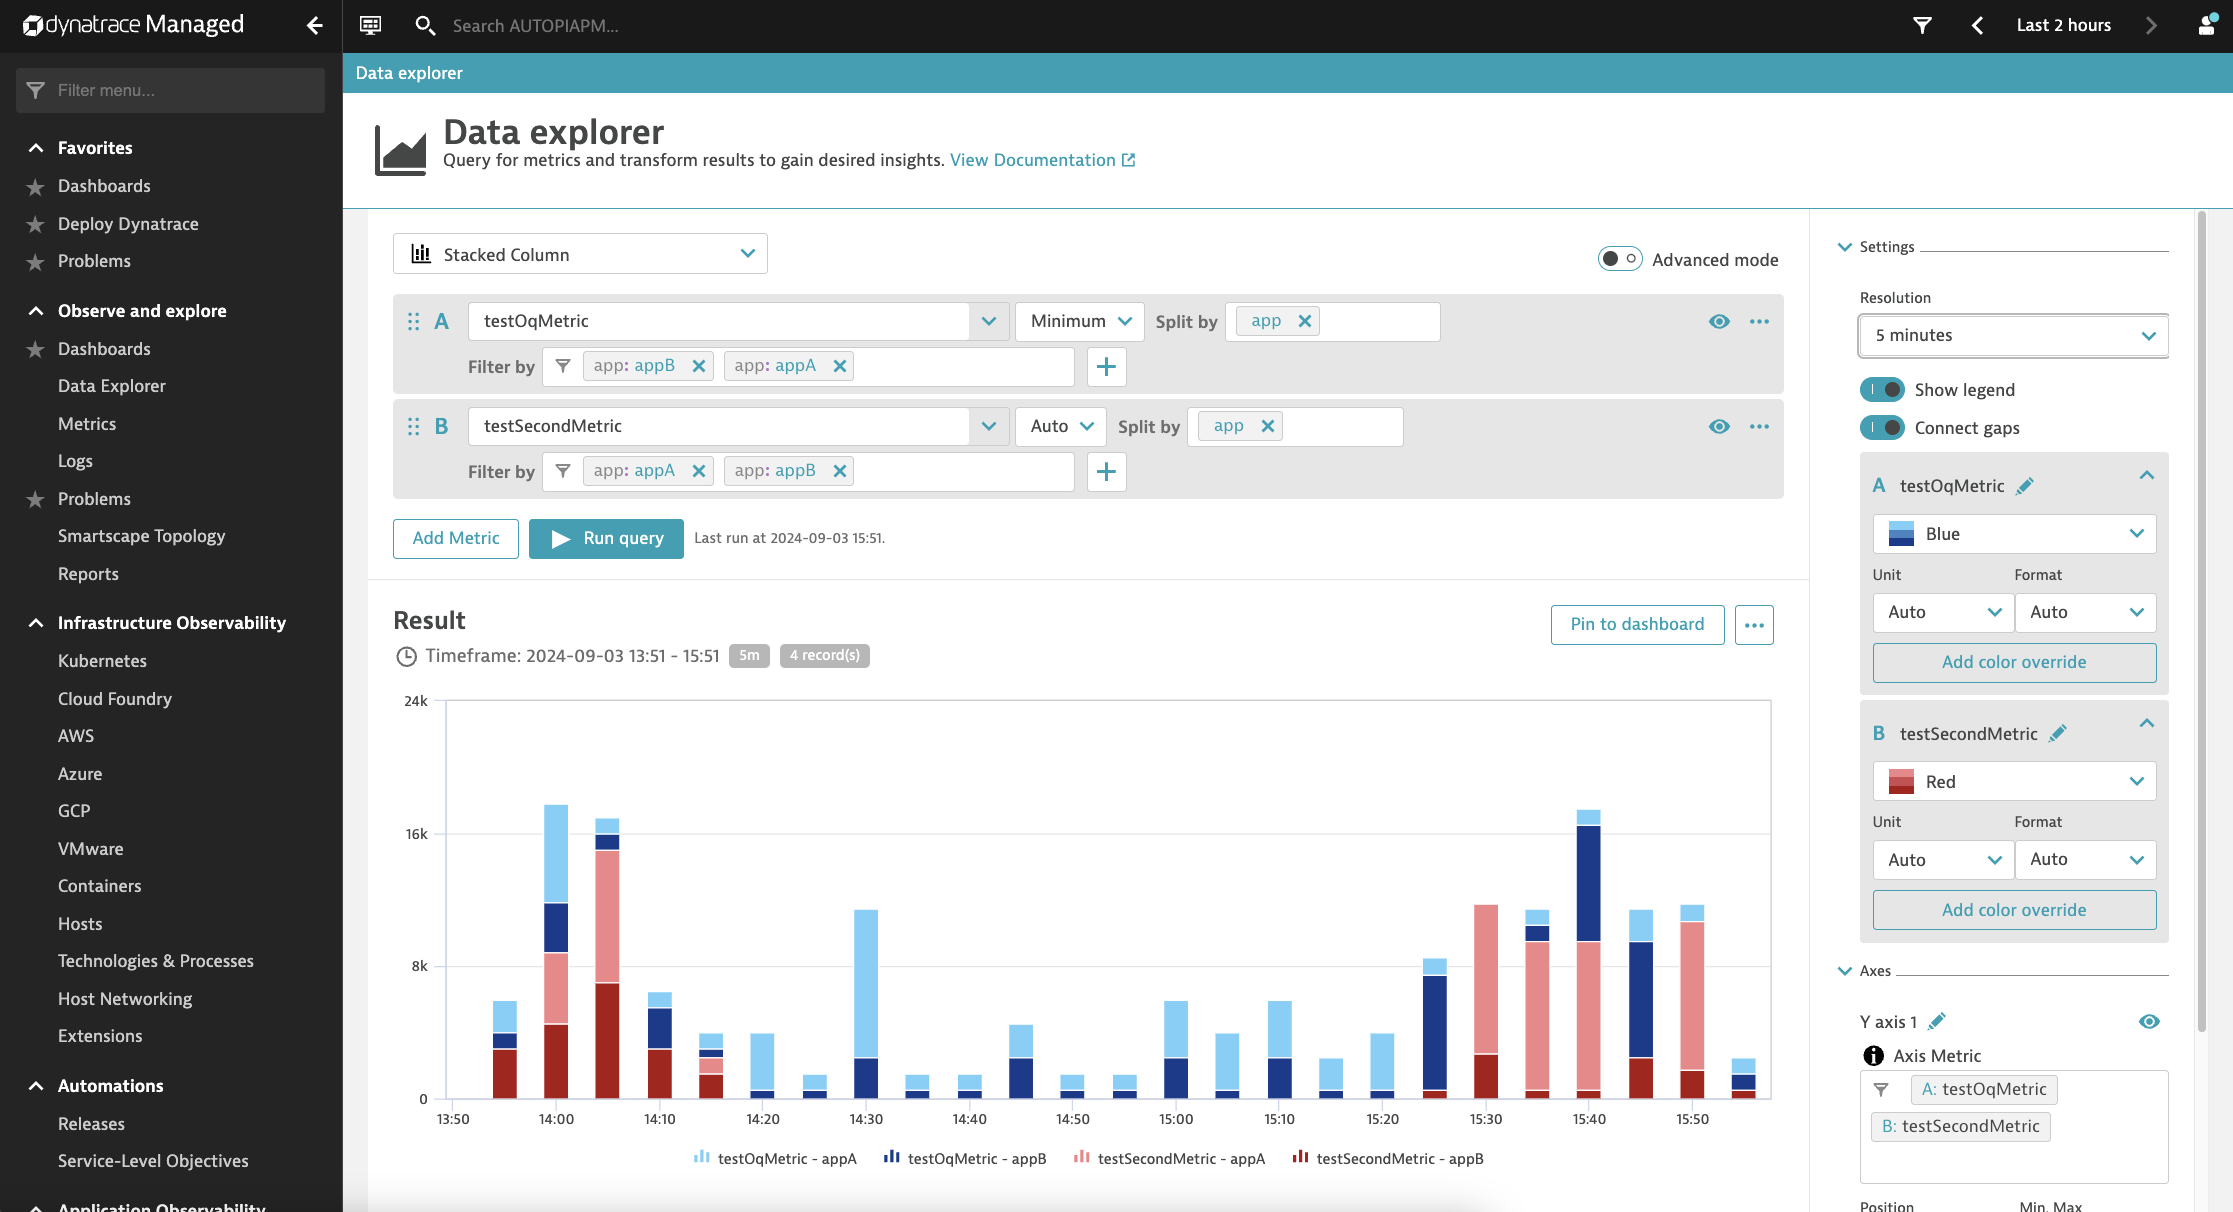 dynatrace Managed
Search AUTOPIAPM...
Last 2 hours
Filter menu...
Favorites
Dashboards
Deploy Dynatrace
Problems
Observe and explore
Dashboards
Data Explorer
Metrics
Logs
Problems
Smartscape Topology
Reports
Infrastructure Observability
Kubernetes
Cloud Foundry
AWS
Azure
GCP
VMware
Containers
Hosts
Technologies & Processes
Host Networking
Extensions
Automations
Releases
Service-Level Objectives
Application Observability
Data explorer
Data explorer
Query for metrics and transform results to gain desired insights. View Documentation
Stacked Column
Advanced mode
A testOqMetric Minimum Split by app
Filter by app: appB app: appA
B testSecondMetric Auto Split by app
Filter by app: appA app: appB
Add Metric Run query Last run at 2024-09-03 15:51.
Result
Pin to dashboard
Timeframe: 2024-09-03 13:51 - 15:51 5m 4 record(s)
24k
16k
8k
0
13:50 14:00 14:10 14:20 14:30 14:40 14:50 15:00 15:10 15:20 15:30 15:40 15:50
testOqMetric - appA testOqMetric - appB testSecondMetric - appA testSecondMetric - appB
Settings
Resolution
5 minutes
Show legend
Connect gaps
A testOqMetric
Blue
Unit Format
Auto Auto
Add color override
B testSecondMetric
Red
Unit Format
Auto Auto
Add color override
Axes
Y axis 1
Axis Metric
A: testOqMetric
B: testSecondMetric
Position Min. Max